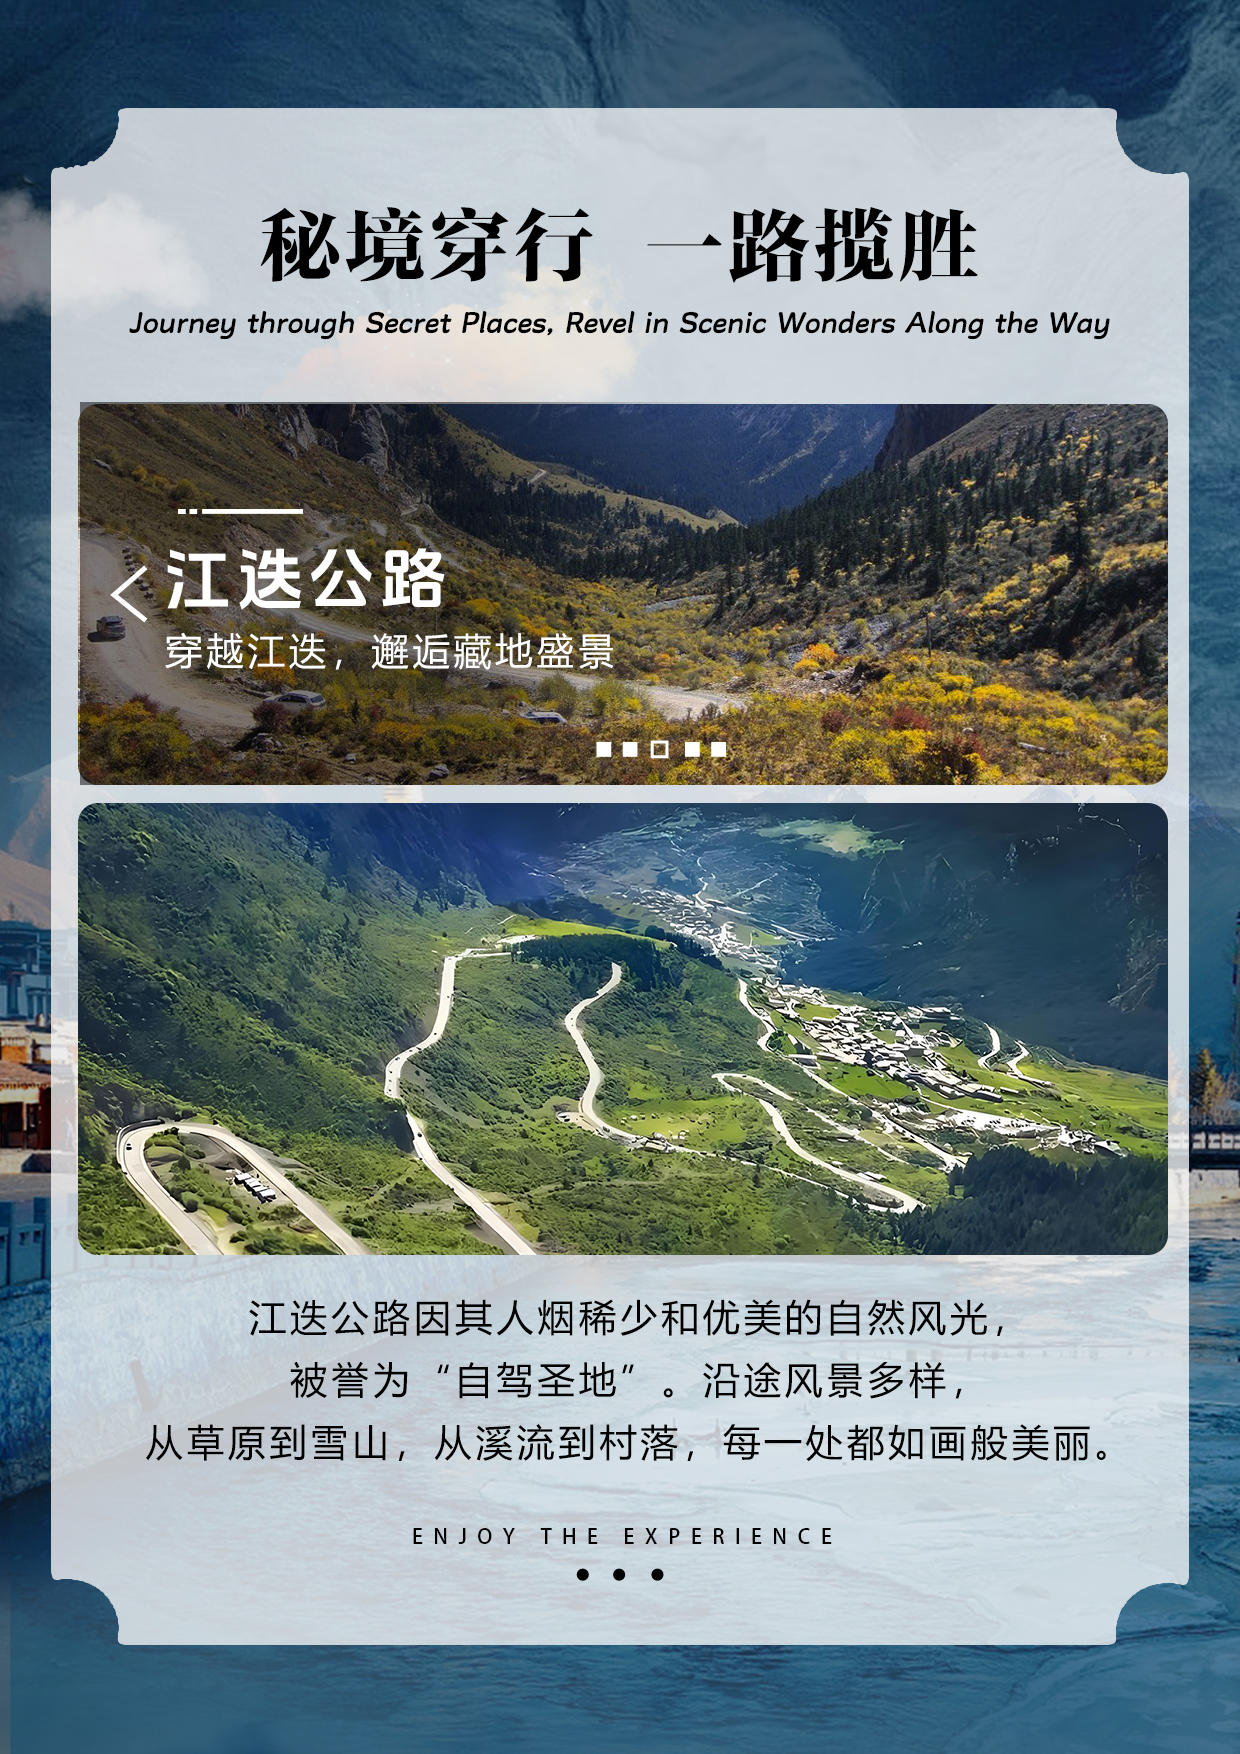 秘境穿行 一路揽胜
Journey through Secret Places, Revel in Scenic Wonders Along the Way
江迭公路
穿越江迭，邂逅藏地盛景
江迭公路因其人烟稀少和优美的自然风光，
被誉为“自驾圣地”。沿途风景多样，
从草原到雪山，从溪流到村落，每一处都如画般美丽。
ENJOY THE EXPERIENCE